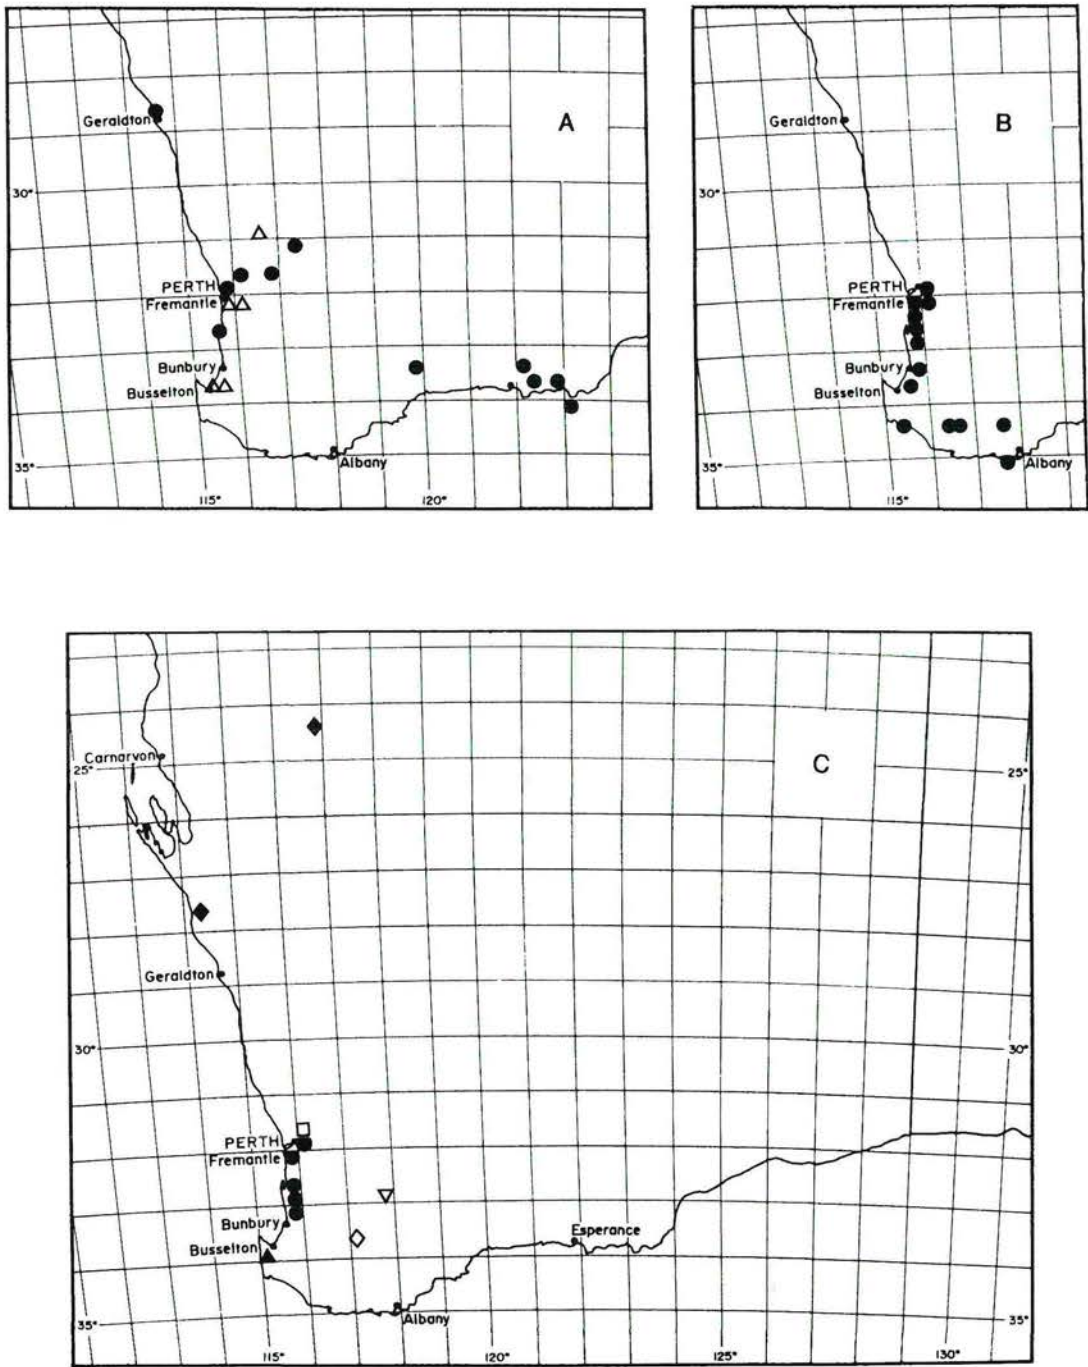 A
Geraldton
30°
PERTH
Fremantle
Bunbury
Busselton
Albany
35°
115°
120°
B
Geraldton
30°
PERTH
Fremantle
Bunbury
Busselton
Albany
35°
115°
C
Carnarvon
25°
25°
Geraldton
30°
30°
PERTH
Fremantle
Bunbury
Busselton
Esperance
Albany
35°
35°
115°
120°
125°
130°